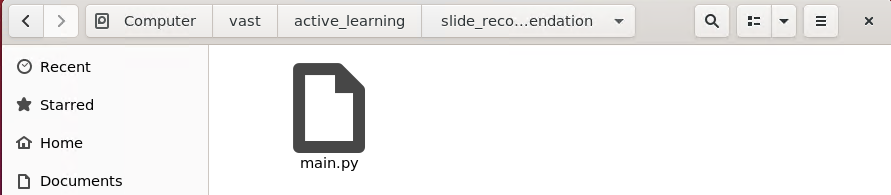 Computer vast active_learning slide_reco...endation
Recent
Starred
Home
Documents
main.py